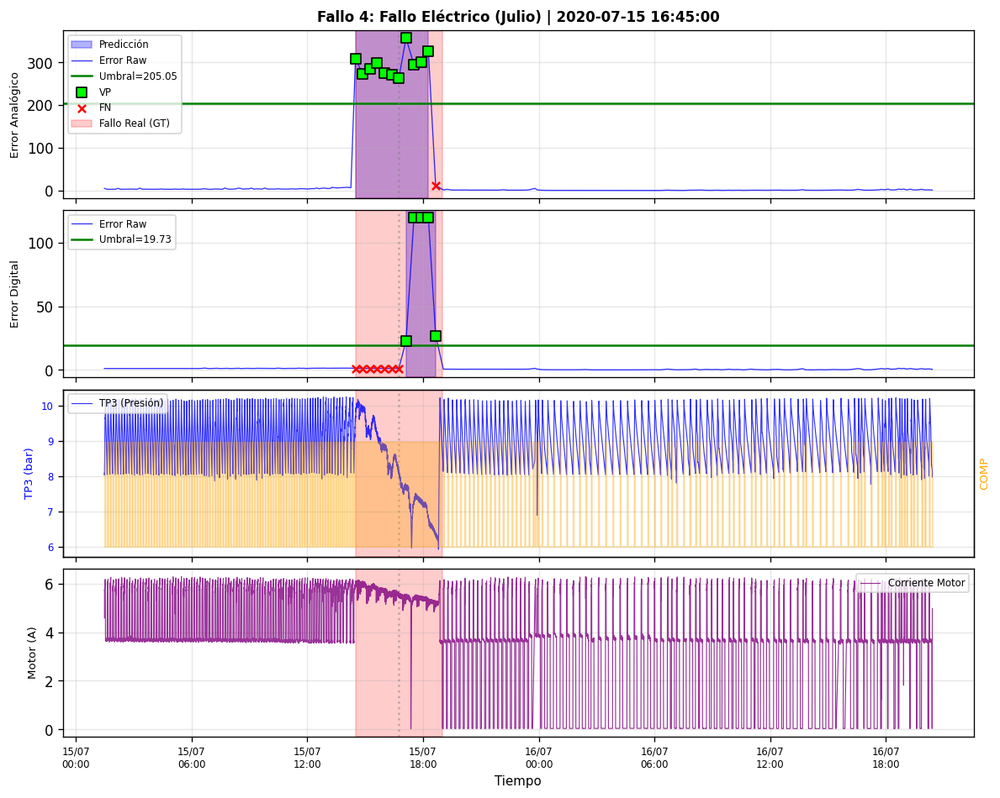 Fallo 4: Fallo Eléctrico (Julio) | 2020-07-15 16:45:00
Error Analógico
300
200
100
0
Predicción
Error Raw
Umbral=205.05
VP
FN
Fallo Real (GT)
Error Digital
100
50
0
Error Raw
Umbral=19.73
TP3 (bar)
10
9
8
7
6
TP3 (Presión)
COMP
Motor (A)
6
4
2
0
Corriente Motor
15/07 15/07 15/07 15/07 16/07 16/07 16/07 16/07
00:00 06:00 12:00 18:00 00:00 06:00 12:00 18:00
Tiempo